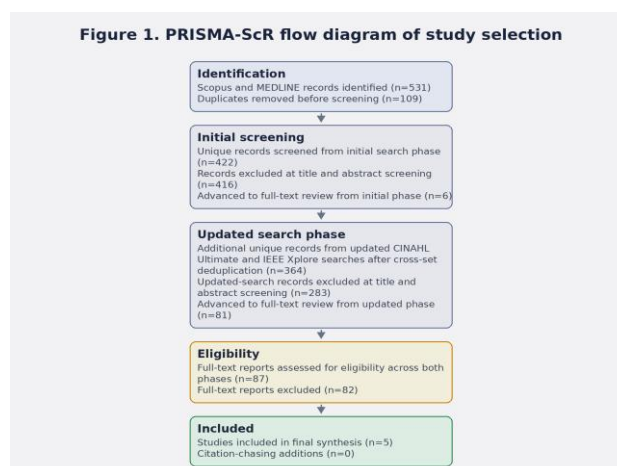 Figure 1. PRISMA-ScR flow diagram of study selection
Identification
Scopus and MEDLINE records identified (n=531)
Duplicates removed before screening (n=109)
Initial screening
Unique records screened from initial search phase
(n=422)
Records excluded at title and abstract screening
(n=416)
Advanced to full-text review from initial phase (n=6)
Updated search phase
Additional unique records from updated CINAHL
Ultimate and IEEE Xplore searches after cross-set
deduplication (n=364)
Updated-search records excluded at title and
abstract screening (n=283)
Advanced to full-text review from updated phase
(n=81)
Eligibility
Full-text reports assessed for eligibility across both
phases (n=87)
Full-text reports excluded (n=82)
Included
Studies included in final synthesis (n=5)
Citation-chasing additions (n=0)